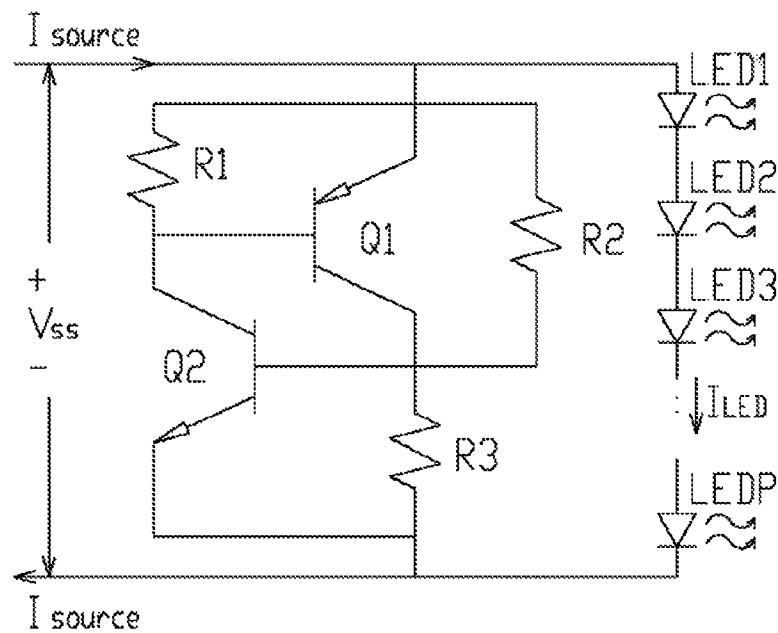 I source
LED1
R1
LED2
Q1
R2
+
Vss
-
LED3
Q2
ILED
R3
LEDP
I source